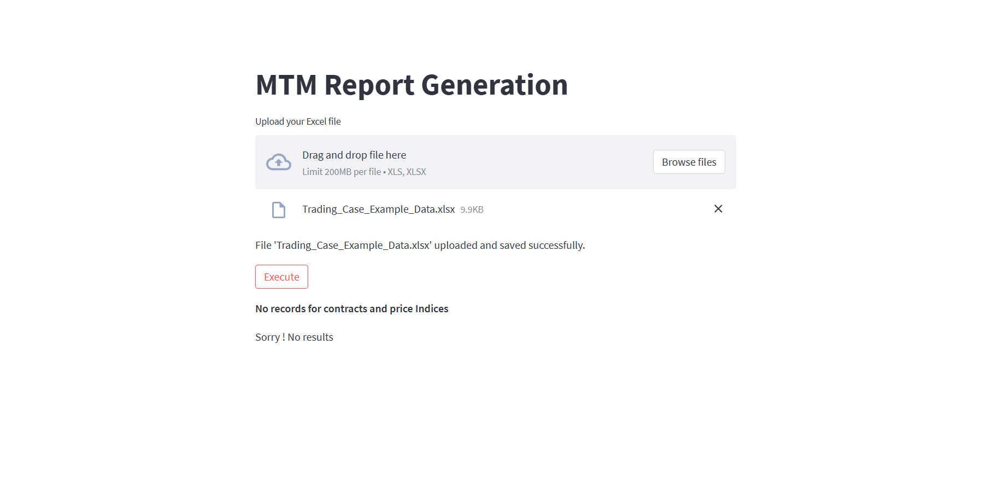 MTM Report Generation
Upload your Excel file
Drag and drop file here
Limit 200MB per file • XLS, XLSX
Browse files
Trading_Case_Example_Data.xlsx 9.9KB
File 'Trading_Case_Example_Data.xlsx' uploaded and saved successfully.
Execute
No records for contracts and price Indices
Sorry ! No results